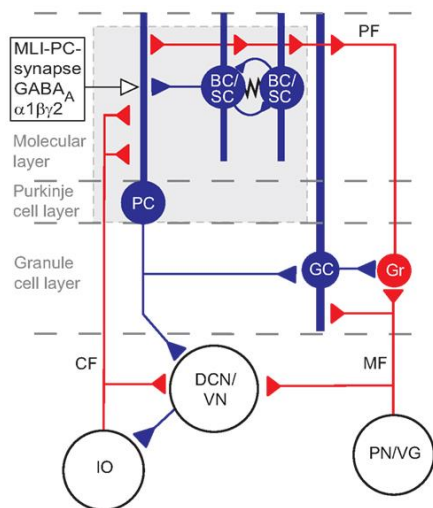 PF
MLI-PC-
synapse
GABA_A
α1βγ2
BC/
SC
BC/
SC
Molecular
layer
Purkinje
cell layer
PC
Granule
cell layer
GC
Gr
CF
DCN/
VN
MF
IO
PN/VG